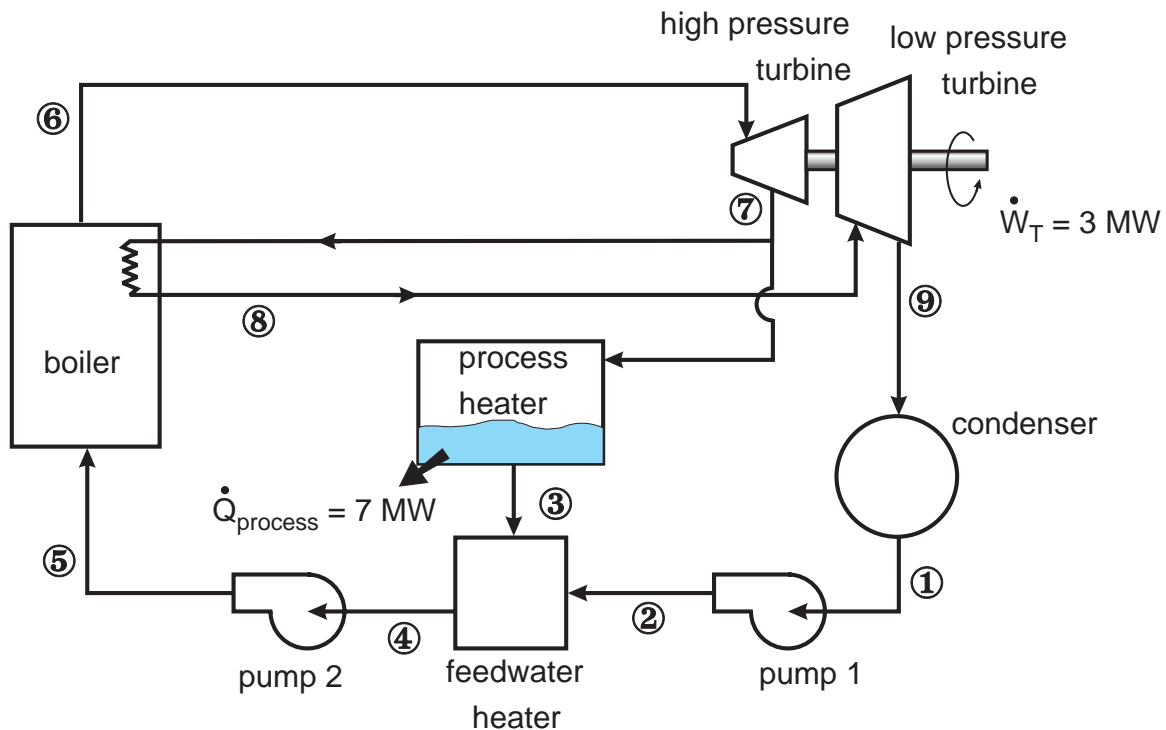 high pressure
turbine
low pressure
turbine
⑥
⑦
Ẇ_T = 3 MW
⑧
⑨
boiler
process
heater
condenser
Q̇_process = 7 MW
③
⑤
①
②
④
pump 2
feedwater
heater
pump 1